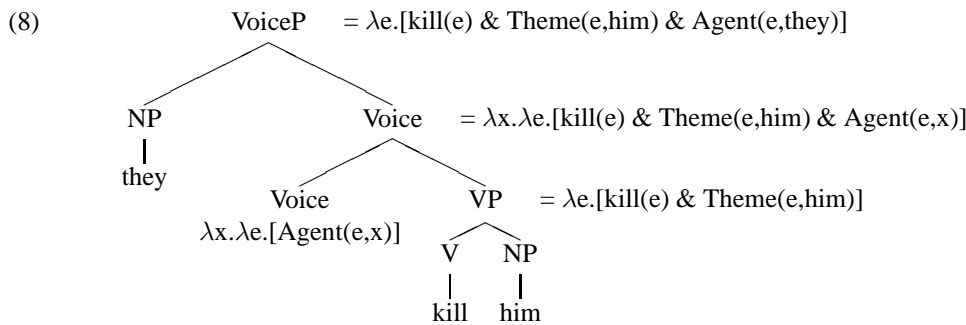 (8) VoiceP = λe.[kill(e) & Theme(e,him) & Agent(e,they)]
NP Voice = λx.λe.[kill(e) & Theme(e,him) & Agent(e,x)]
they Voice VP = λe.[kill(e) & Theme(e,him)]
λx.λe.[Agent(e,x)]
V NP
kill him